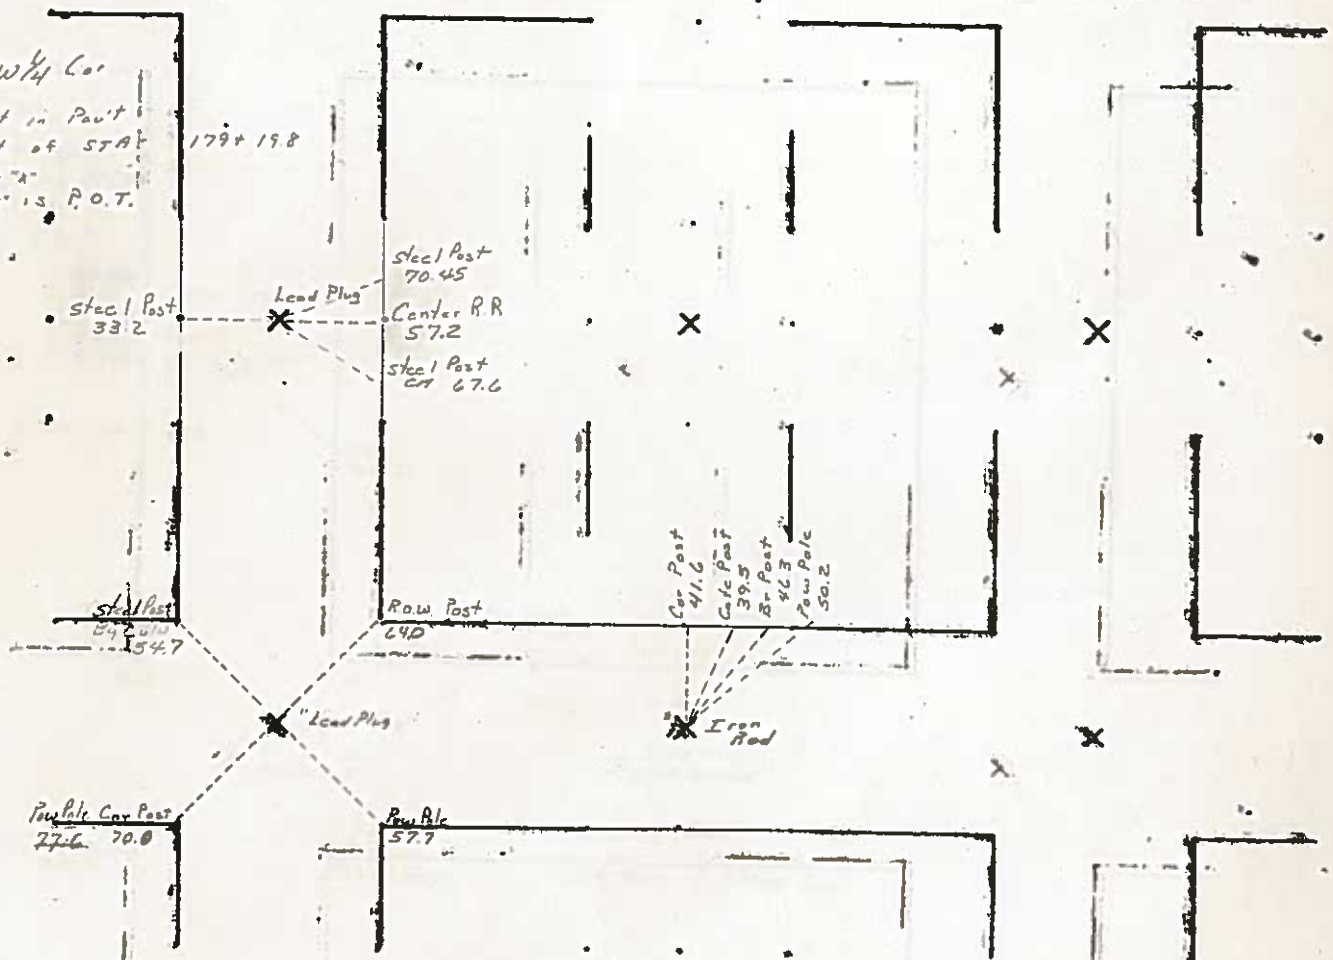 W 1/4 Cor
in Pav't
of STA 179+19.8
"x"
is P.O.T.
steel Post
70.45
Lead Plug
steel Post
33.2
Center R.R
57.2
steel Post
67.6
Cor Post
41.6
Gate Post
39.5
Br Post
46.3
Pow Pole
50.2
steel Post
54.7
R.O.W. Post
64.0
"Lead Plug
Iron
Rod
Pow Pole Cor Post
77.6 70.8
Pow Pole
57.7